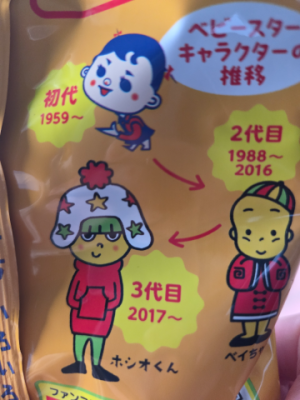 ベビースター
キャラクターの
推移
初代
1959〜
2代目
1988〜
2016
3代目
2017〜
ホシオくん
ベイちゃ